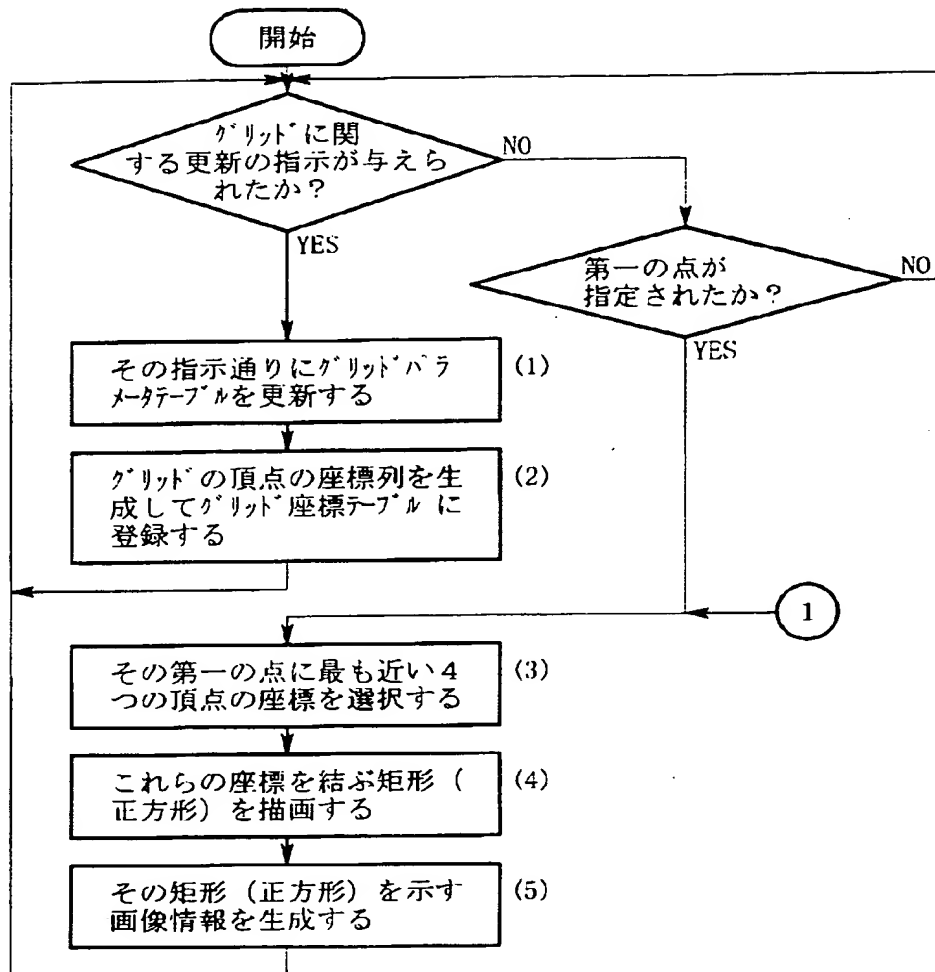 開始
ｸﾞﾘｯﾄﾞに関
する更新の指示が与えら
れたか？
NO
YES
第一の点が
指定されたか？
NO
YES
その指示通りにｸﾞﾘｯﾄﾞﾊﾟﾗ
ﾒｰﾀﾃｰﾌﾞﾙを更新する
(1)
ｸﾞﾘｯﾄﾞの頂点の座標列を生
成してｸﾞﾘｯﾄﾞ座標ﾃｰﾌﾞﾙに
登録する
(2)
1
その第一の点に最も近い４
つの頂点の座標を選択する
(3)
これらの座標を結ぶ矩形（
正方形）を描画する
(4)
その矩形（正方形）を示す
画像情報を生成する
(5)